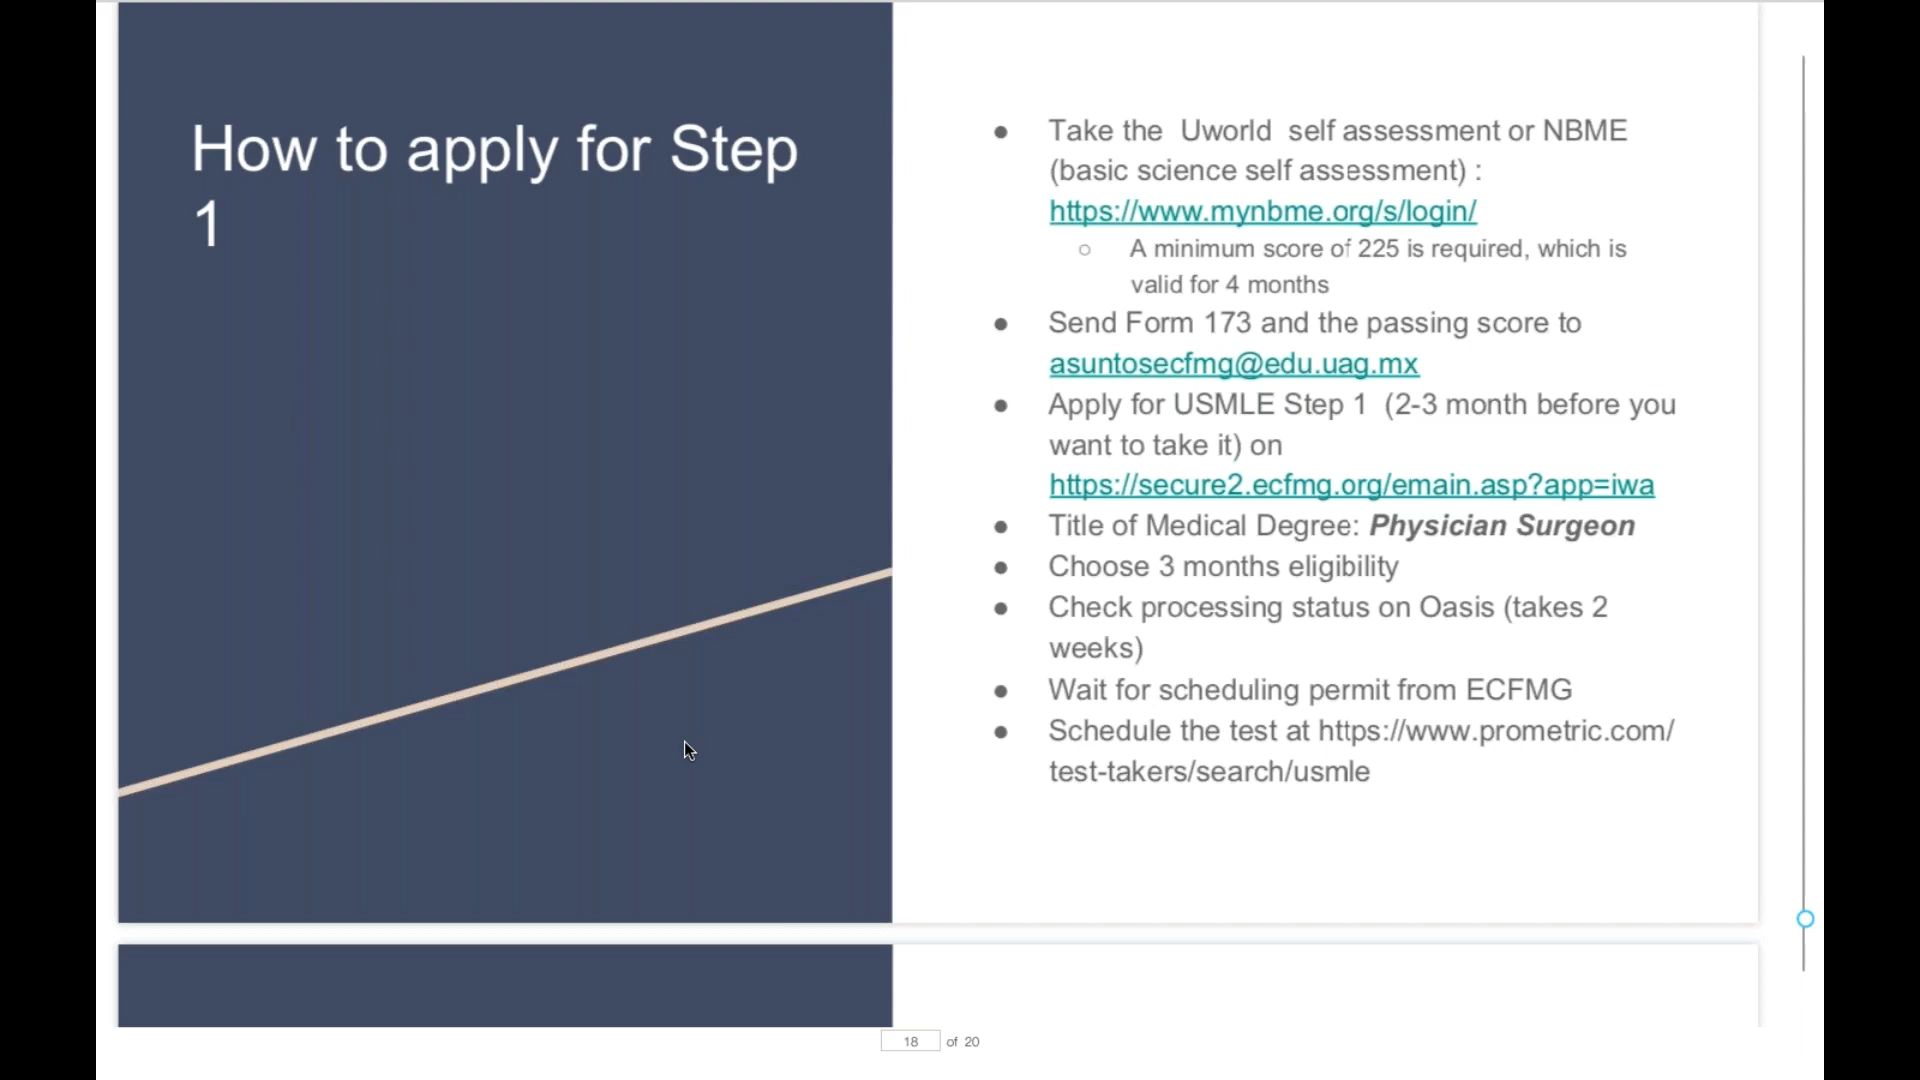 How to apply for Step
1
● Take the Uworld self assessment or NBME
(basic science self assessment) :
https://www.mynbme.org/s/login/
○ A minimum score of 225 is required, which is
valid for 4 months
● Send Form 173 and the passing score to
asuntosecfmg@edu.uag.mx
● Apply for USMLE Step 1 (2-3 month before you
want to take it) on
https://secure2.ecfmg.org/emain.asp?app=iwa
● Title of Medical Degree: Physician Surgeon
● Choose 3 months eligibility
● Check processing status on Oasis (takes 2
weeks)
● Wait for scheduling permit from ECFMG
● Schedule the test at https://www.prometric.com/
test-takers/search/usmle
18 of 20